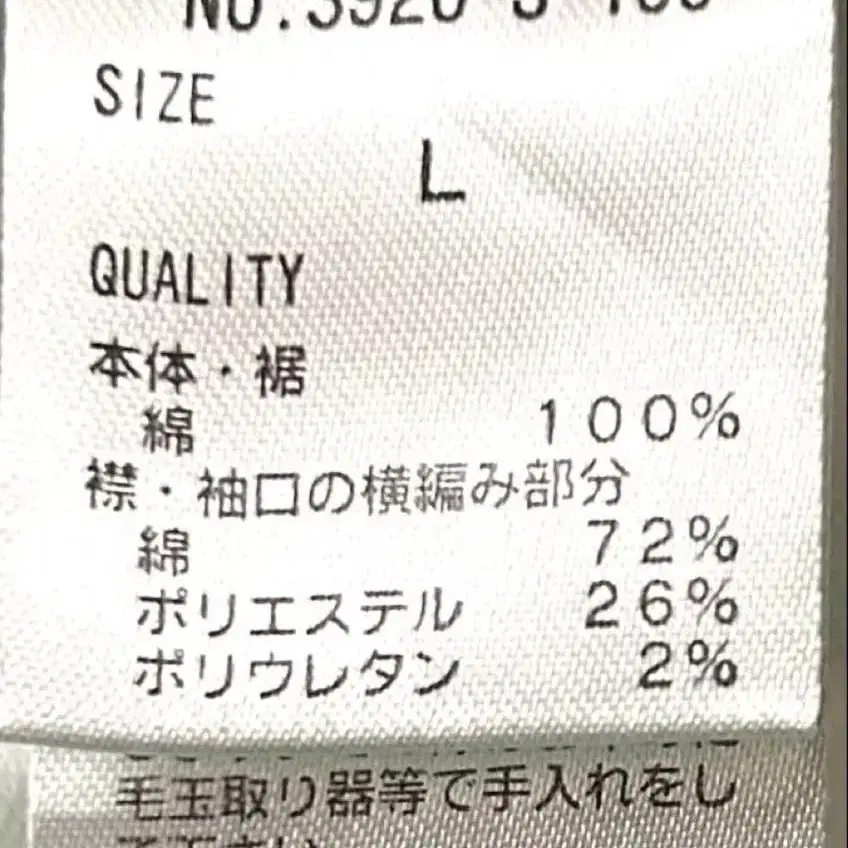 SIZE
L
QUALITY
本体・裾
綿 100%
襟・袖口の横編み部分
綿 72%
ポリエステル 26%
ポリウレタン 2%
毛玉取り器等で手入れをし